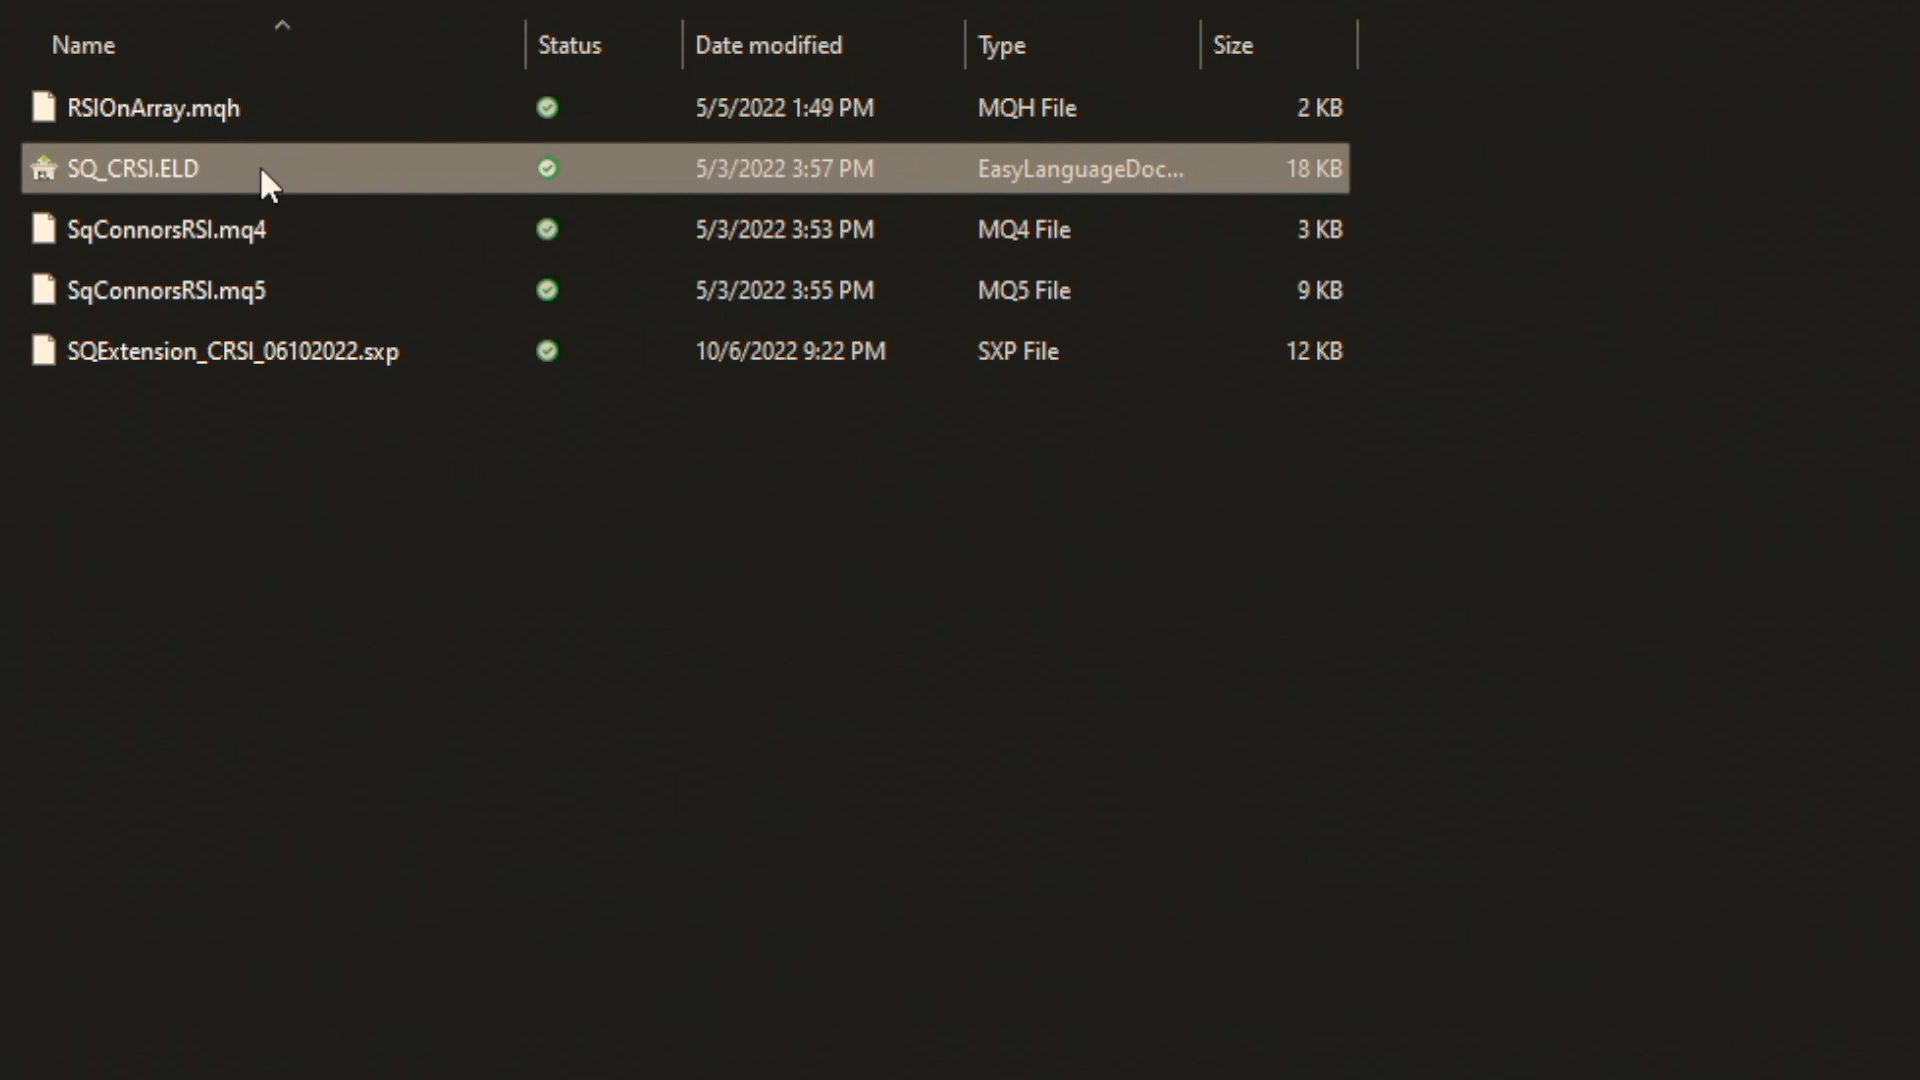 Name Status Date modified Type Size
RSIOnArray.mqh 5/5/2022 1:49 PM MQH File 2 KB
SQ_CRSI.ELD 5/3/2022 3:57 PM EasyLanguageDoc... 18 KB
SqConnorsRSI.mq4 5/3/2022 3:53 PM MQ4 File 3 KB
SqConnorsRSI.mq5 5/3/2022 3:55 PM MQ5 File 9 KB
SQExtension_CRSI_06102022.sxp 10/6/2022 9:22 PM SXP File 12 KB